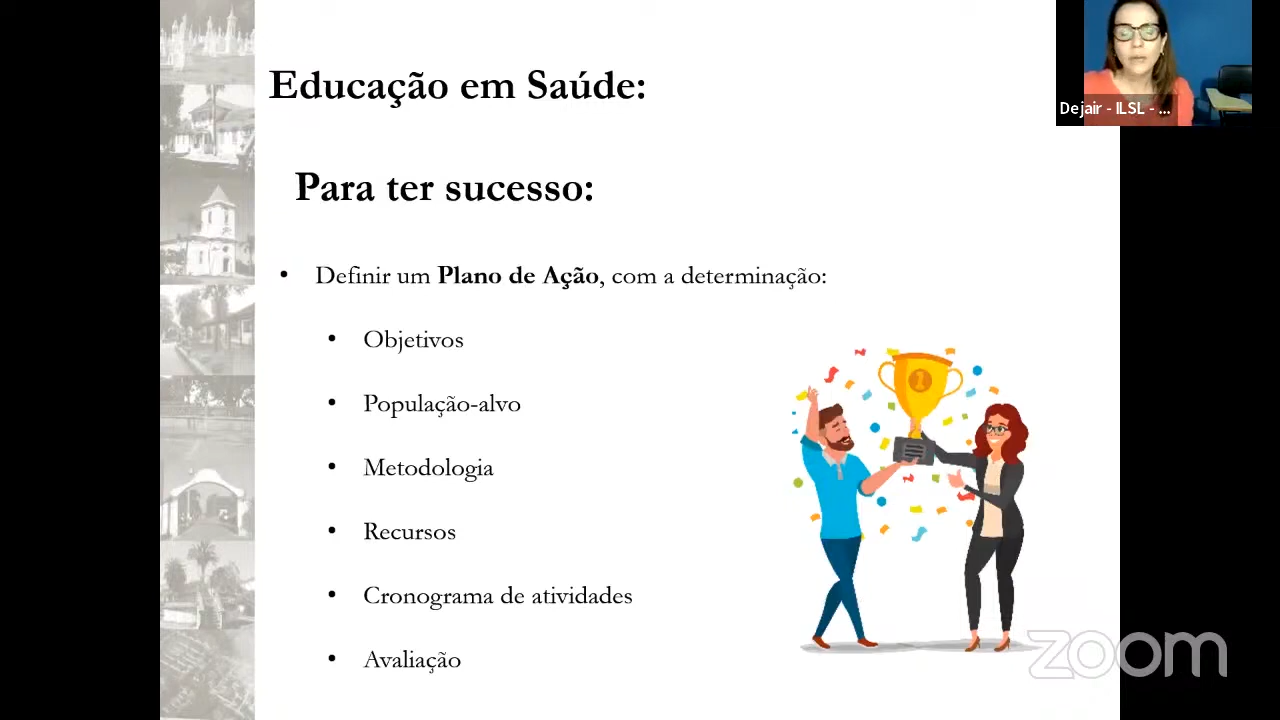 Educação em Saúde:
Dejair - ILSL - ...
Para ter sucesso:
• Definir um Plano de Ação, com a determinação:
• Objetivos
• População-alvo
• Metodologia
• Recursos
• Cronograma de atividades
• Avaliação
1
zoom